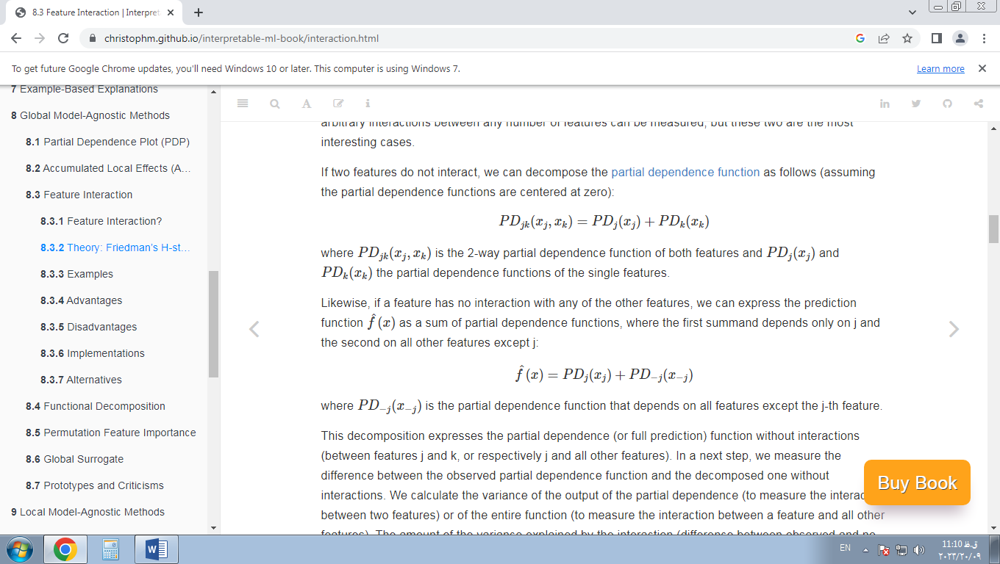 8.3 Feature Interaction | Interpret
christophm.github.io/interpretable-ml-book/interaction.html
To get future Google Chrome updates, you'll need Windows 10 or later. This computer is using Windows 7.
Learn more
7 Example-Based Explanations
8 Global Model-Agnostic Methods
8.1 Partial Dependence Plot (PDP)
8.2 Accumulated Local Effects (A...
8.3 Feature Interaction
8.3.1 Feature Interaction?
8.3.2 Theory: Friedman's H-st...
8.3.3 Examples
8.3.4 Advantages
8.3.5 Disadvantages
8.3.6 Implementations
8.3.7 Alternatives
8.4 Functional Decomposition
8.5 Permutation Feature Importance
8.6 Global Surrogate
8.7 Prototypes and Criticisms
9 Local Model-Agnostic Methods
arbitrary interactions between any number of features can be measured, but these two are the most
interesting cases.
If two features do not interact, we can decompose the partial dependence function as follows (assuming
the partial dependence functions are centered at zero):
PD_{jk}(x_j, x_k) = PD_j(x_j) + PD_k(x_k)
where PD_{jk}(x_j, x_k) is the 2-way partial dependence function of both features and PD_j(x_j) and
PD_k(x_k) the partial dependence functions of the single features.
Likewise, if a feature has no interaction with any of the other features, we can express the prediction
function f̂(x) as a sum of partial dependence functions, where the first summand depends only on j and
the second on all other features except j:
f̂(x) = PD_j(x_j) + PD_{−j}(x_{−j})
where PD_{−j}(x_{−j}) is the partial dependence function that depends on all features except the j-th feature.
This decomposition expresses the partial dependence (or full prediction) function without interactions
(between features j and k, or respectively j and all other features). In a next step, we measure the
difference between the observed partial dependence function and the decomposed one without
interactions. We calculate the variance of the output of the partial dependence (to measure the interac
between two features) or of the entire function (to measure the interaction between a feature and all other
features). The amount of the variance explained by the interaction (difference between observed and no
Buy Book
EN
11:10 ق.ظ
٢٠٢٣/٢٠/٠٩